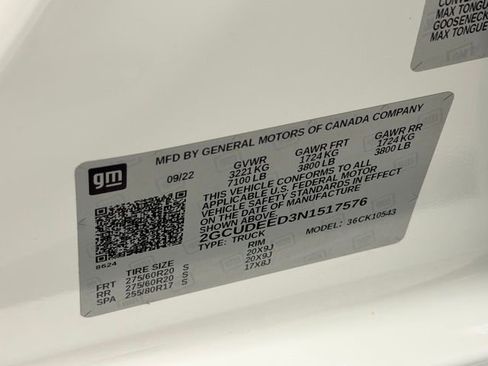 CONVE
MAX TONGU
GOOSENECK
MAX TONGUE
gm
MFD BY GENERAL MOTORS OF CANADA COMPANY
09/22 GVWR GAWR FRT GAWR RR
3221 KG 1724 KG 1724 KG
7100 LB 3800 LB 3800 LB
THIS VEHICLE CONFORMS TO ALL
APPLICABLE U.S. FEDERAL MOTOR
VEHICLE SAFETY STANDARDS IN EFFECT
ON THE DATE OF MANUFACTURE
SHOWN ABOVE.
2GCUDEED3N1517576
TYPE: TRUCK MODEL: 36CK10543
8624
TIRE SIZE RIM
FRT 275/60R20 S 20X9J
RR 275/60R20 S 20X9J
SPA 255/80R17 S 17X8J